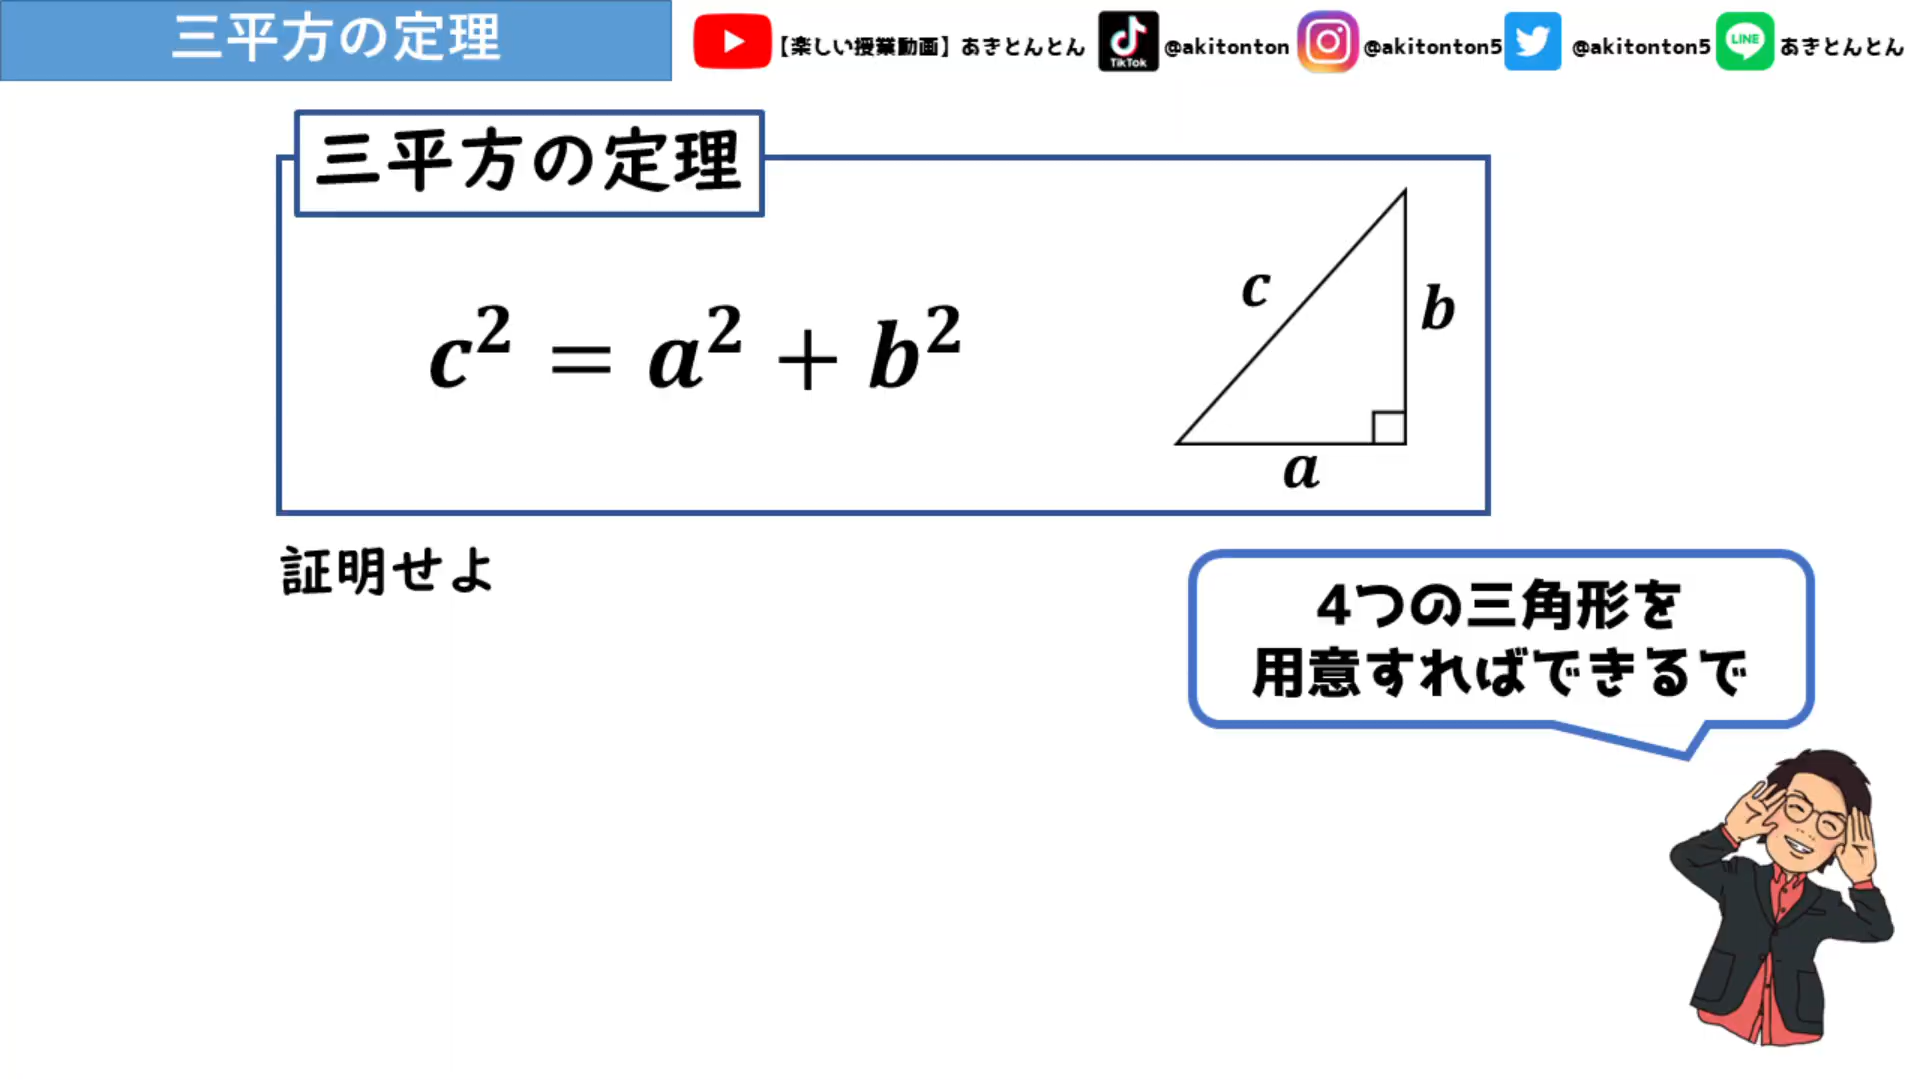 三平方の定理
【楽しい授業動画】あきとんとん
TikTok
@akitonton
@akitonton5
@akitonton5
LINE
あきとんとん
三平方の定理
c² = a² + b²
c
b
a
証明せよ
4つの三角形を
用意すればできるで